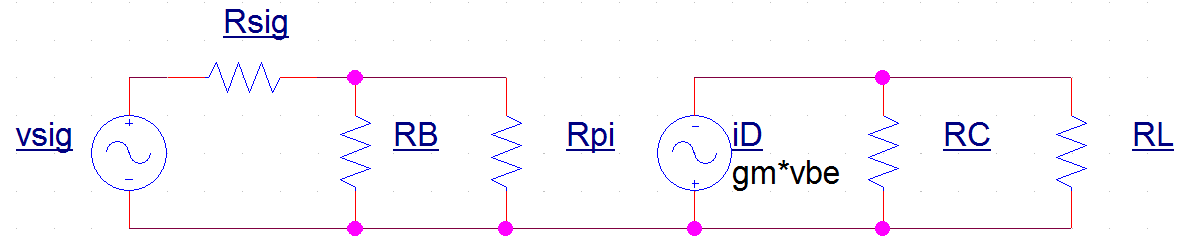 Rsig
vsig
RB
Rpi
iD
gm*vbe
RC
RL